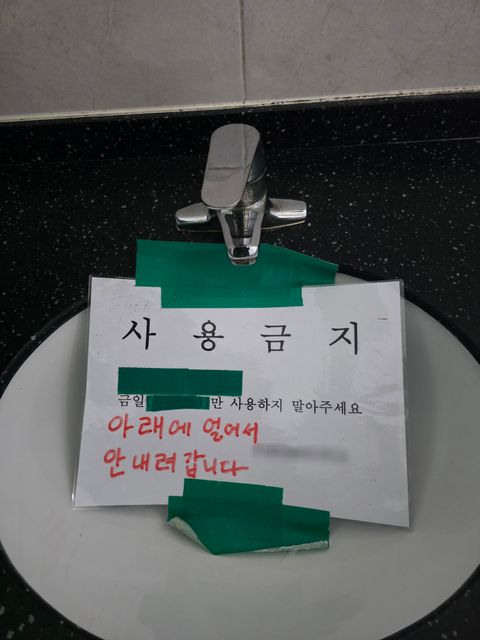 사 용 금 지
금일 만 사용하지 말아주세요
아래에 얼어서
안 내려 갑니다